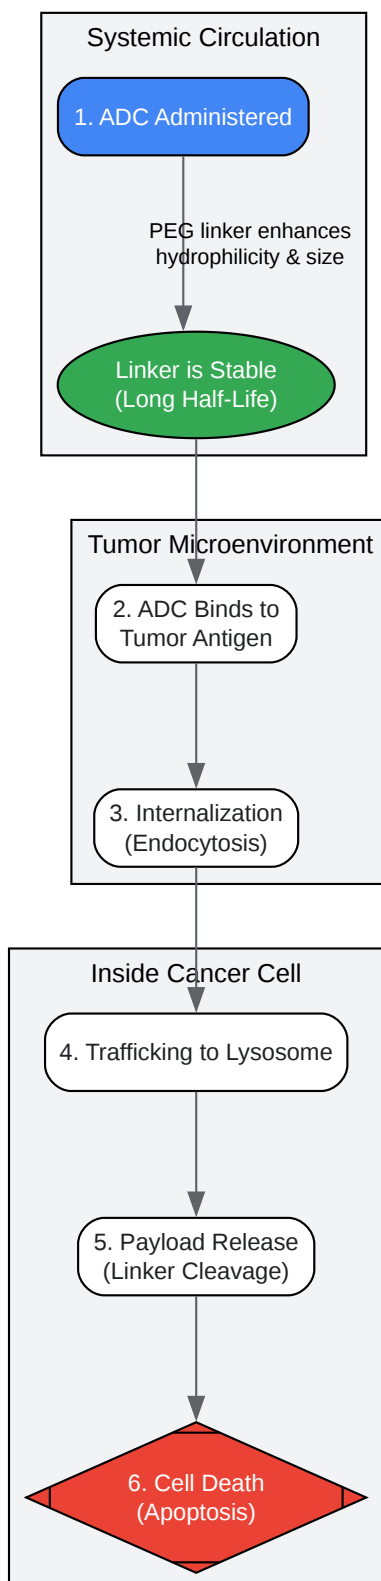 Systemic Circulation
1. ADC Administered
PEG linker enhances
hydrophilicity & size
Linker is Stable
(Long Half-Life)
Tumor Microenvironment
2. ADC Binds to
Tumor Antigen
3. Internalization
(Endocytosis)
Inside Cancer Cell
4. Trafficking to Lysosome
5. Payload Release
(Linker Cleavage)
6. Cell Death
(Apoptosis)